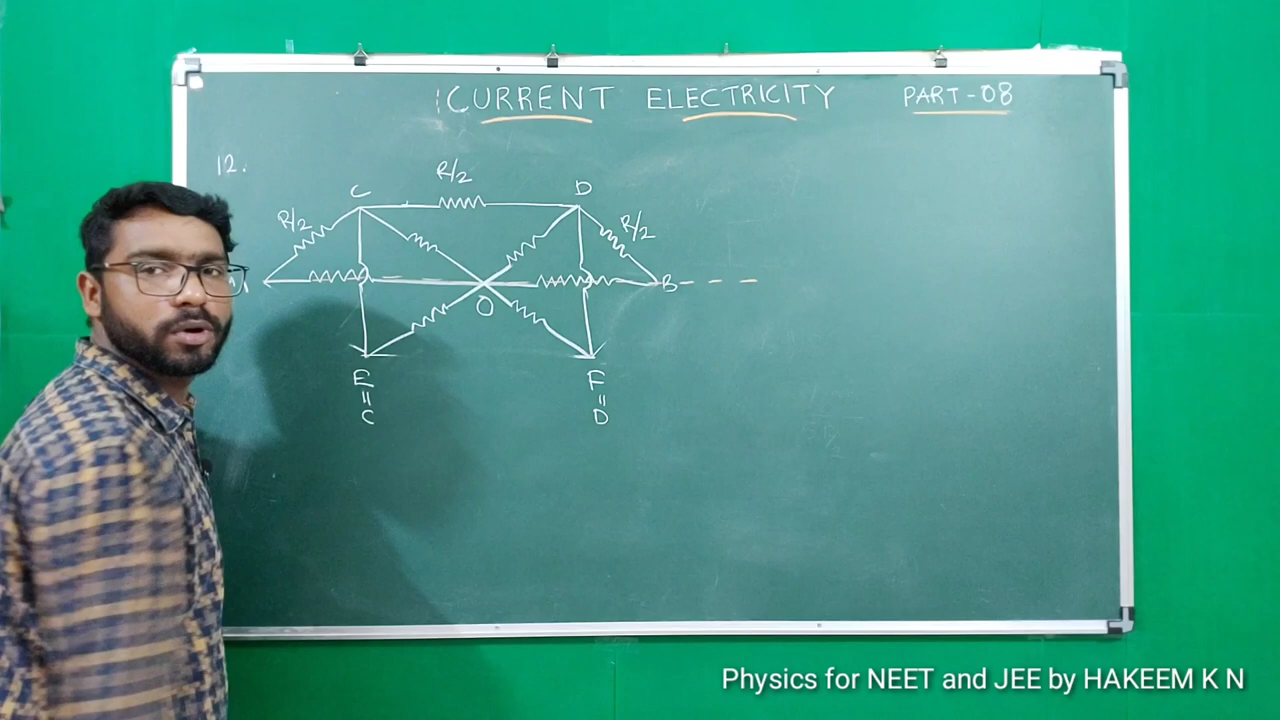 CURRENT ELECTRICITY PART-08
12.
R/2
C D
R/2 R/2
A B
O
E F
= =
C D
Physics for NEET and JEE by HAKEEM K N